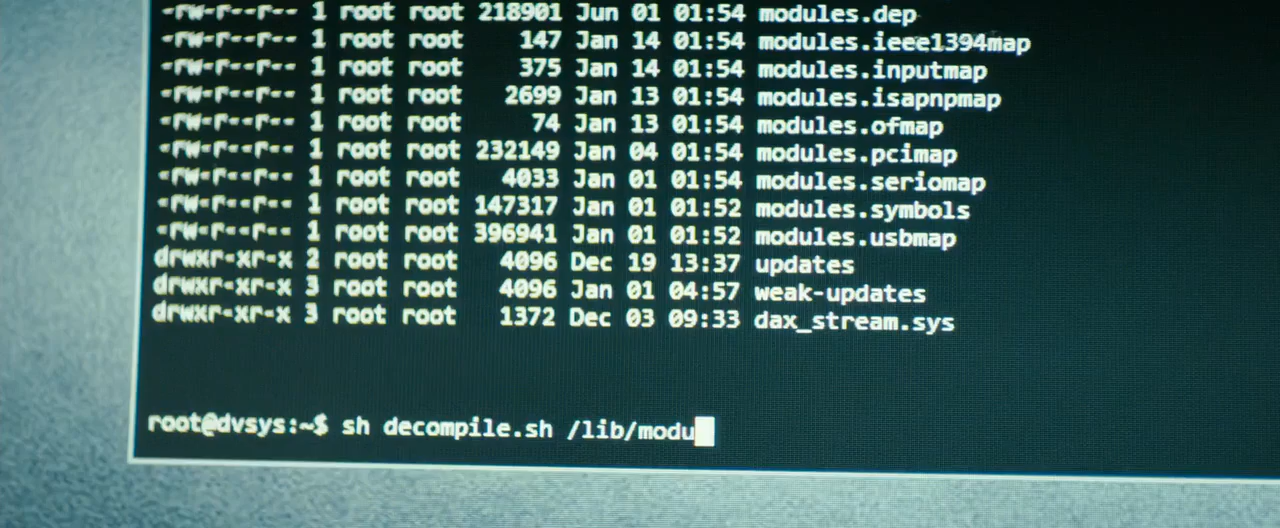 -rw-r--r-- 1 root root 218901 Jun 01 01:54 modules.dep
-rw-r--r-- 1 root root 147 Jan 14 01:54 modules.ieee1394map
-rw-r--r-- 1 root root 375 Jan 14 01:54 modules.inputmap
-rw-r--r-- 1 root root 2699 Jan 13 01:54 modules.isapnpmap
-rw-r--r-- 1 root root 74 Jan 13 01:54 modules.ofmap
-rw-r--r-- 1 root root 232149 Jan 04 01:54 modules.pcimap
-rw-r--r-- 1 root root 4033 Jan 01 01:54 modules.seriomap
-rw-r--r-- 1 root root 147317 Jan 01 01:52 modules.symbols
-rw-r--r-- 1 root root 396941 Jan 01 01:52 modules.usbmap
drwxr-xr-x 2 root root 4096 Dec 19 13:37 updates
drwxr-xr-x 3 root root 4096 Jan 01 04:57 weak-updates
drwxr-xr-x 3 root root 1372 Dec 03 09:33 dax_stream.sys
root@dvsys:~$ sh decompile.sh /lib/modu